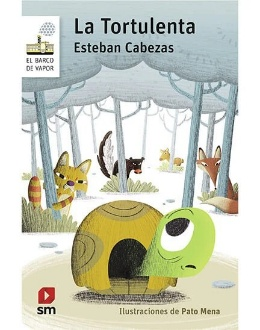 La Tortulenta
Esteban Cabezas
EL BARCO
DE VAPOR
sm
Ilustraciones de Pato Mena